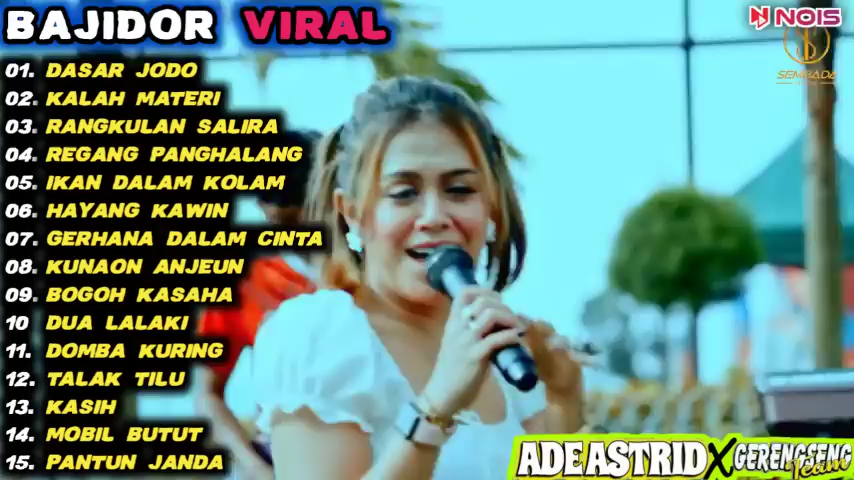 BAJIDOR VIRAL
NOIS
SEMBADA
01. DASAR JODO
02. KALAH MATERI
03. RANGKULAN SALIRA
04. REGANG PANGHALANG
05. IKAN DALAM KOLAM
06. HAYANG KAWIN
07. GERHANA DALAM CINTA
08. KUNAON ANJEUN
09. BOGOH KASAHA
10 DUA LALAKI
11. DOMBA KURING
12. TALAK TILU
13. KASIH
14. MOBIL BUTUT
15. PANTUN JANDA
ADE ASTRID X GERENGSENG
Team